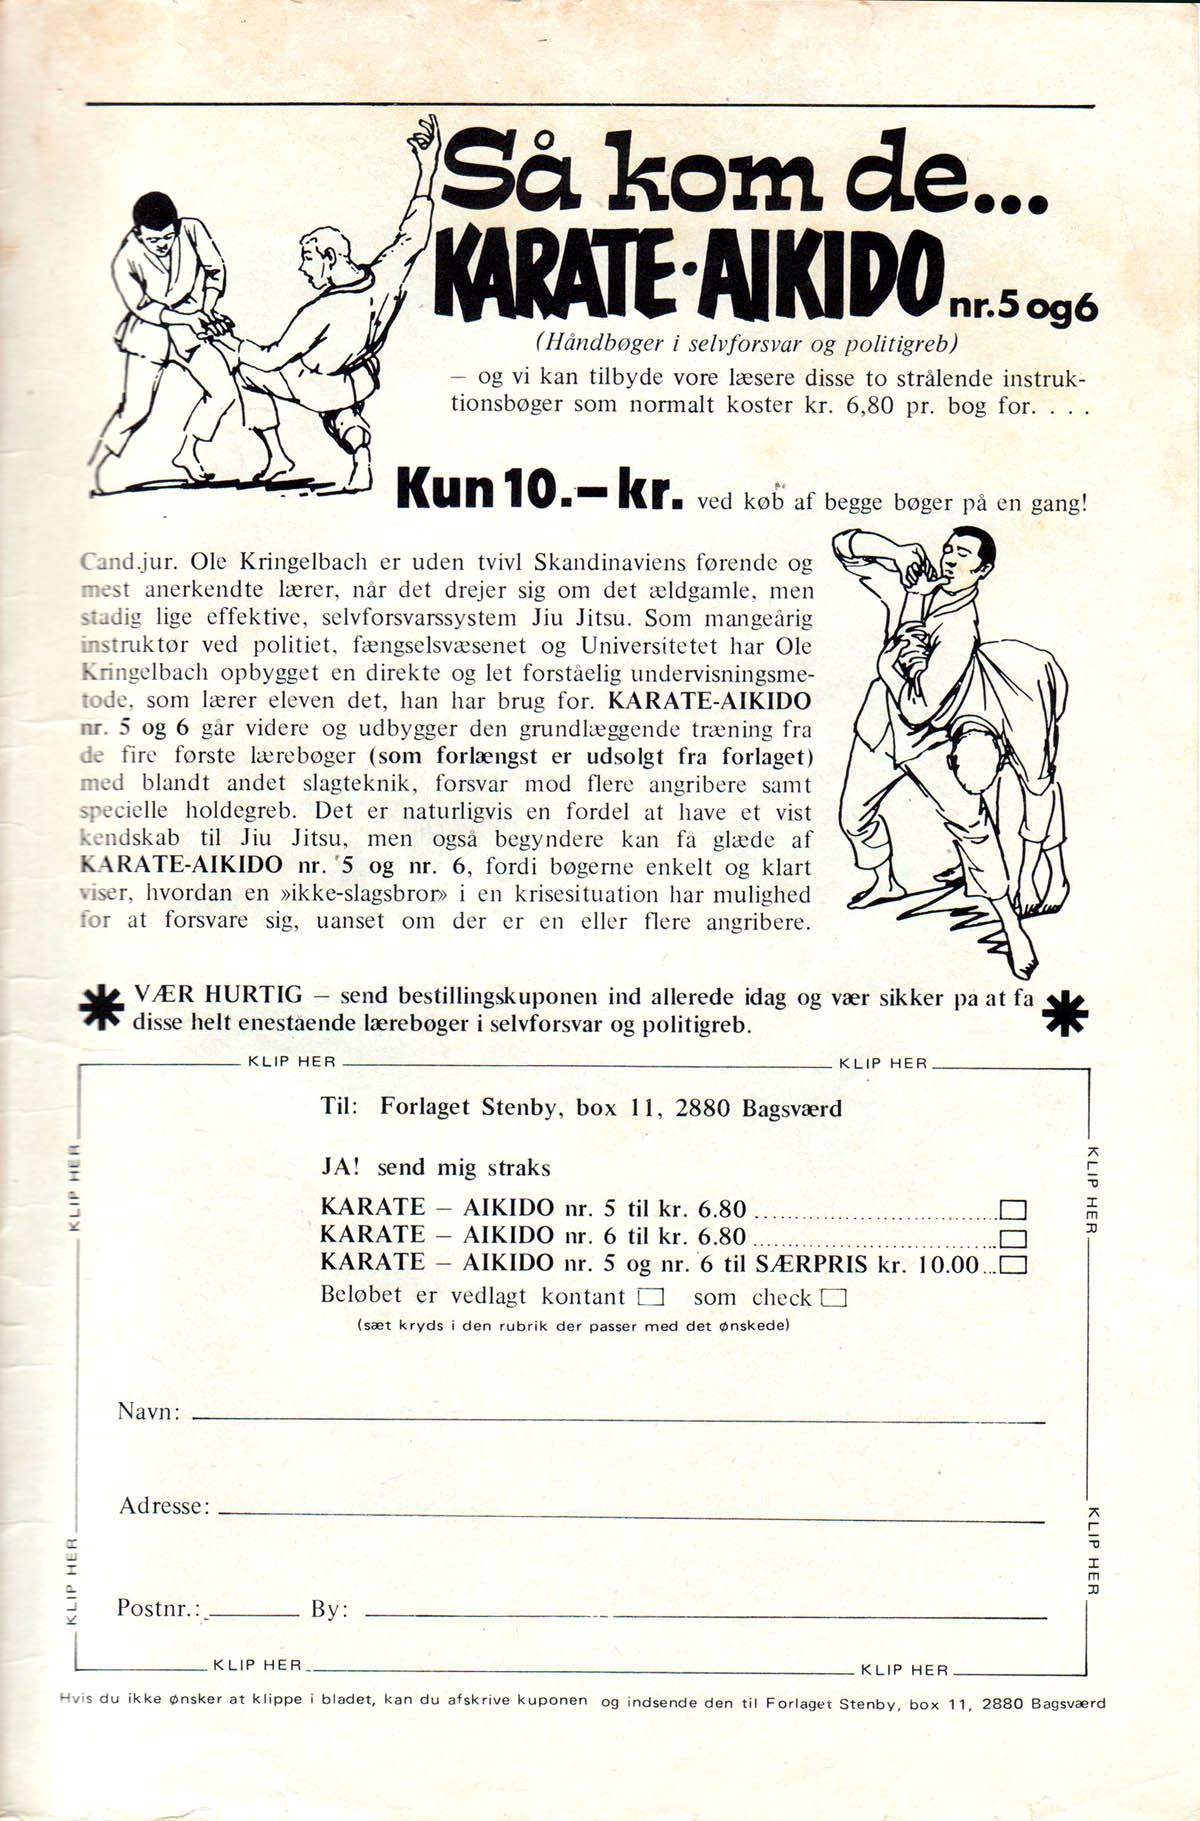 Så kom de...
KARATE·AIKIDO nr.5 og6
(Håndbøger i selvforsvar og politigreb)
– og vi kan tilbyde vore læsere disse to strålende instruk-
tionsbøger som normalt koster kr. 6,80 pr. bog for. . . .
Kun 10.– kr. ved køb af begge bøger på en gang!
Cand.jur. Ole Kringelbach er uden tvivl Skandinaviens førende og
mest anerkendte lærer, når det drejer sig om det ældgamle, men
stadig lige effektive, selvforsvarssystem Jiu Jitsu. Som mangeårig
instruktør ved politiet, fængselsvæsenet og Universitetet har Ole
Kringelbach opbygget en direkte og let forståelig undervisningsme-
tode, som lærer eleven det, han har brug for. KARATE-AIKIDO
nr. 5 og 6 går videre og udbygger den grundlæggende træning fra
de fire første lærebøger (som forlængst er udsolgt fra forlaget)
med blandt andet slagteknik, forsvar mod flere angribere samt
specielle holdegreb. Det er naturligvis en fordel at have et vist
kendskab til Jiu Jitsu, men også begyndere kan få glæde af
KARATE-AIKIDO nr. 5 og nr. 6, fordi bøgerne enkelt og klart
viser, hvordan en »ikke-slagsbror» i en krisesituation har mulighed
for at forsvare sig, uanset om der er en eller flere angribere.
VÆR HURTIG – send bestillingskuponen ind allerede idag og vær sikker på at få
disse helt enestående lærebøger i selvforsvar og politigreb.
KLIP HER KLIP HER
Til: Forlaget Stenby, box 11, 2880 Bagsværd
KLIP HER
KLIP HER
JA! send mig straks
KARATE – AIKIDO nr. 5 til kr. 6.80
KARATE – AIKIDO nr. 6 til kr. 6.80
KARATE – AIKIDO nr. 5 og nr. 6 til SÆRPRIS kr. 10.00
Beløbet er vedlagt kontant som check
(sæt kryds i den rubrik der passer med det ønskede)
Navn:
Adresse:
KLIP HER
KLIP HER
Postnr.: By:
KLIP HER KLIP HER
Hvis du ikke ønsker at klippe i bladet, kan du afskrive kuponen og indsende den til Forlaget Stenby, box 11, 2880 Bagsværd